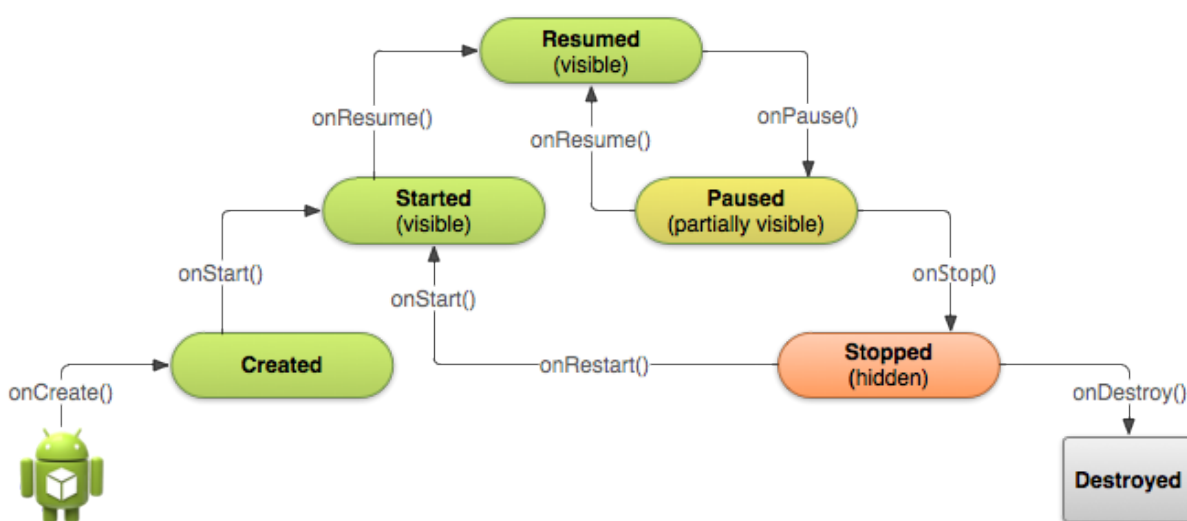 Resumed
(visible)
onResume()
onResume()
onPause()
Started
(visible)
Paused
(partially visible)
onStart()
onStart()
onStop()
Created
onRestart()
Stopped
(hidden)
onCreate()
onDestroy()
Destroyed